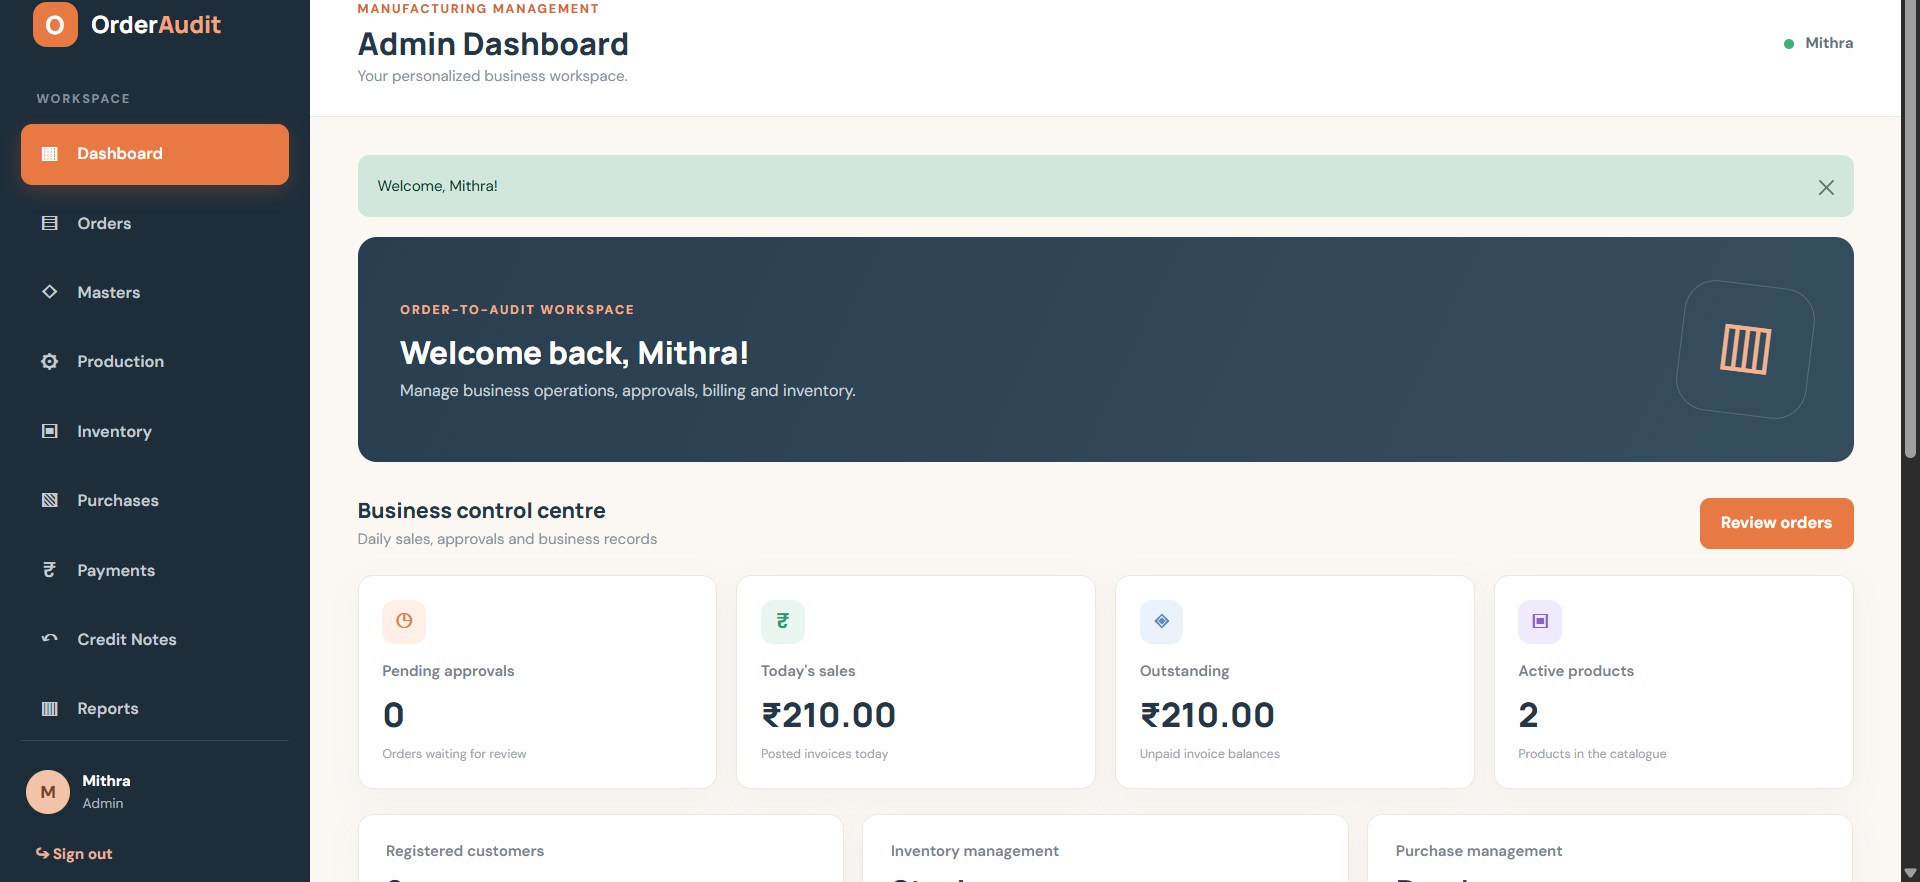 O OrderAudit
WORKSPACE
Dashboard
Orders
Masters
Production
Inventory
Purchases
₹ Payments
Credit Notes
Reports
M Mithra
Admin
Sign out
MANUFACTURING MANAGEMENT
Admin Dashboard
Your personalized business workspace.
Mithra
Welcome, Mithra!
ORDER-TO-AUDIT WORKSPACE
Welcome back, Mithra!
Manage business operations, approvals, billing and inventory.
Business control centre
Daily sales, approvals and business records
Review orders
Pending approvals
0
Orders waiting for review
₹
Today's sales
₹210.00
Posted invoices today
Outstanding
₹210.00
Unpaid invoice balances
Active products
2
Products in the catalogue
Registered customers
Inventory management
Purchase management